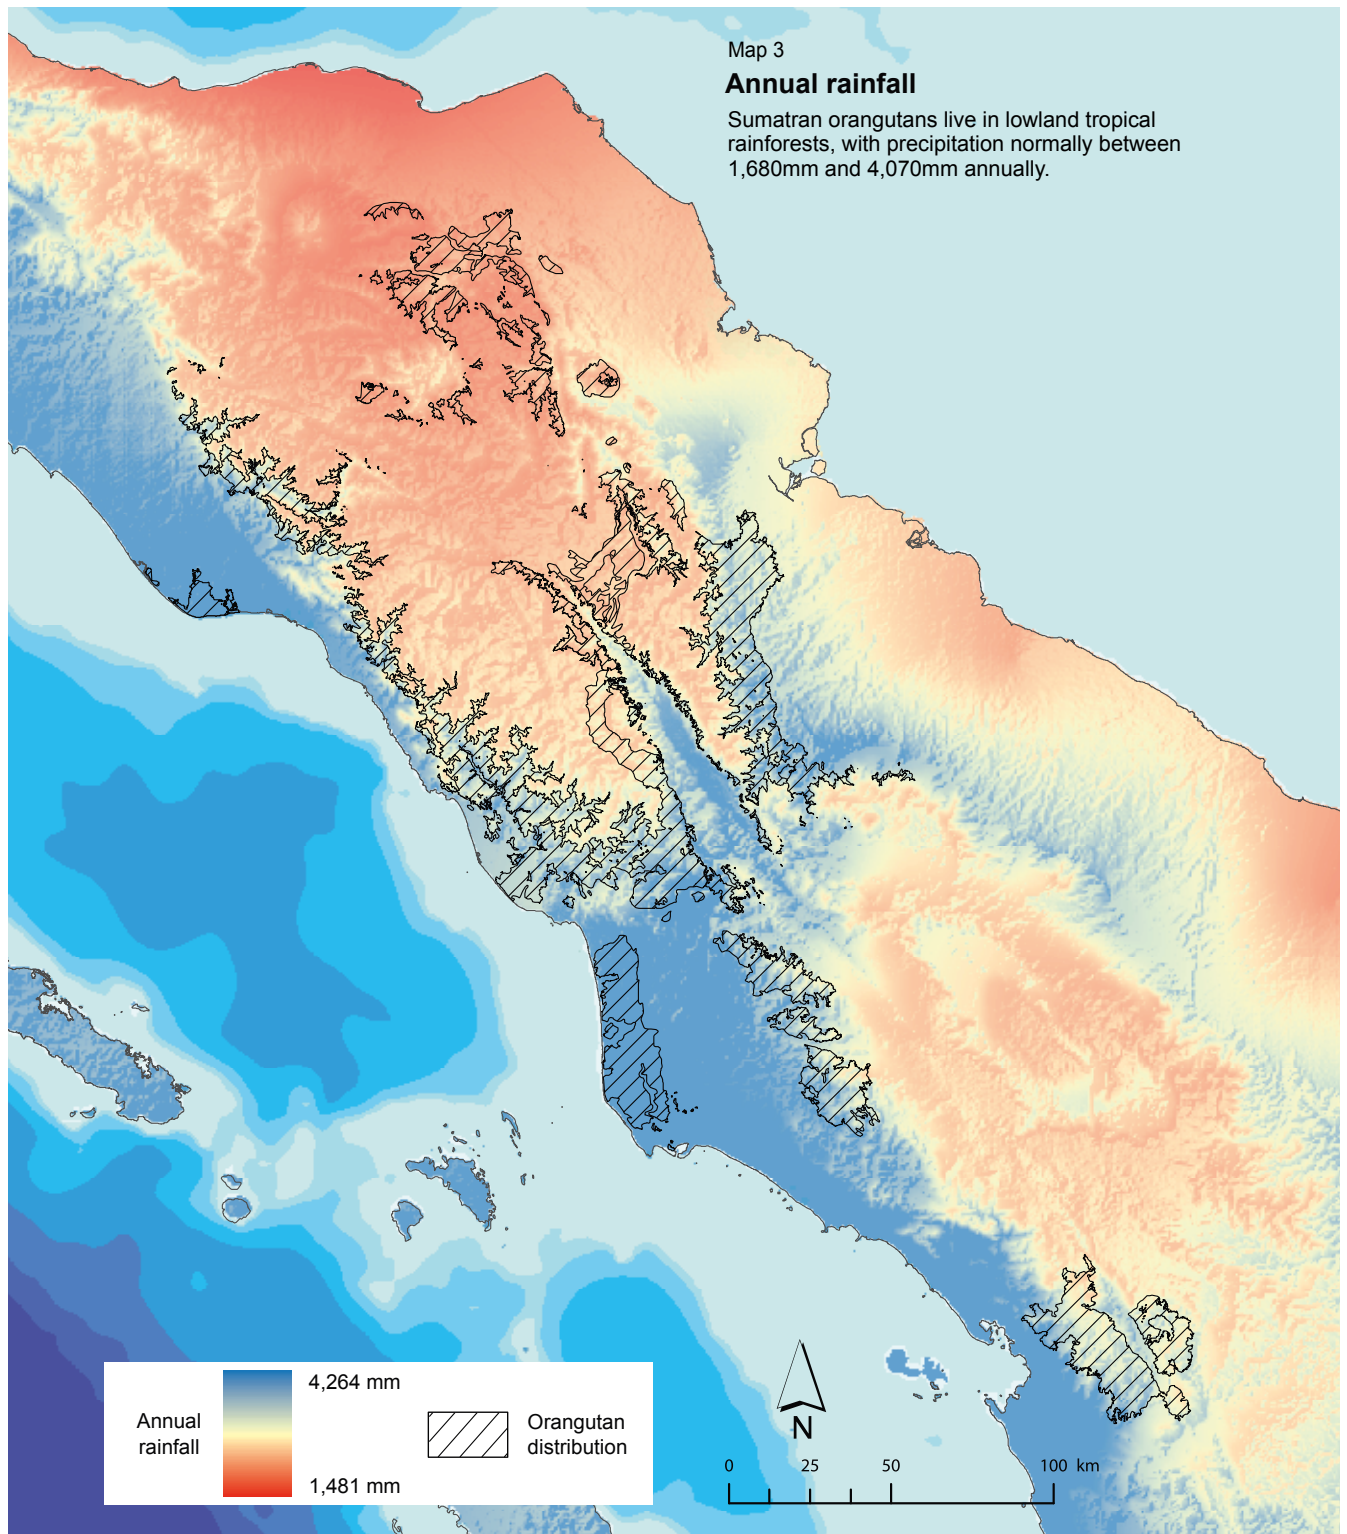 Map 3
Annual rainfall
Sumatran orangutans live in lowland tropical
rainforests, with precipitation normally between
1,680mm and 4,070mm annually.
4,264 mm
Annual
rainfall
1,481 mm
Orangutan
distribution
N
0 25 50 100 km